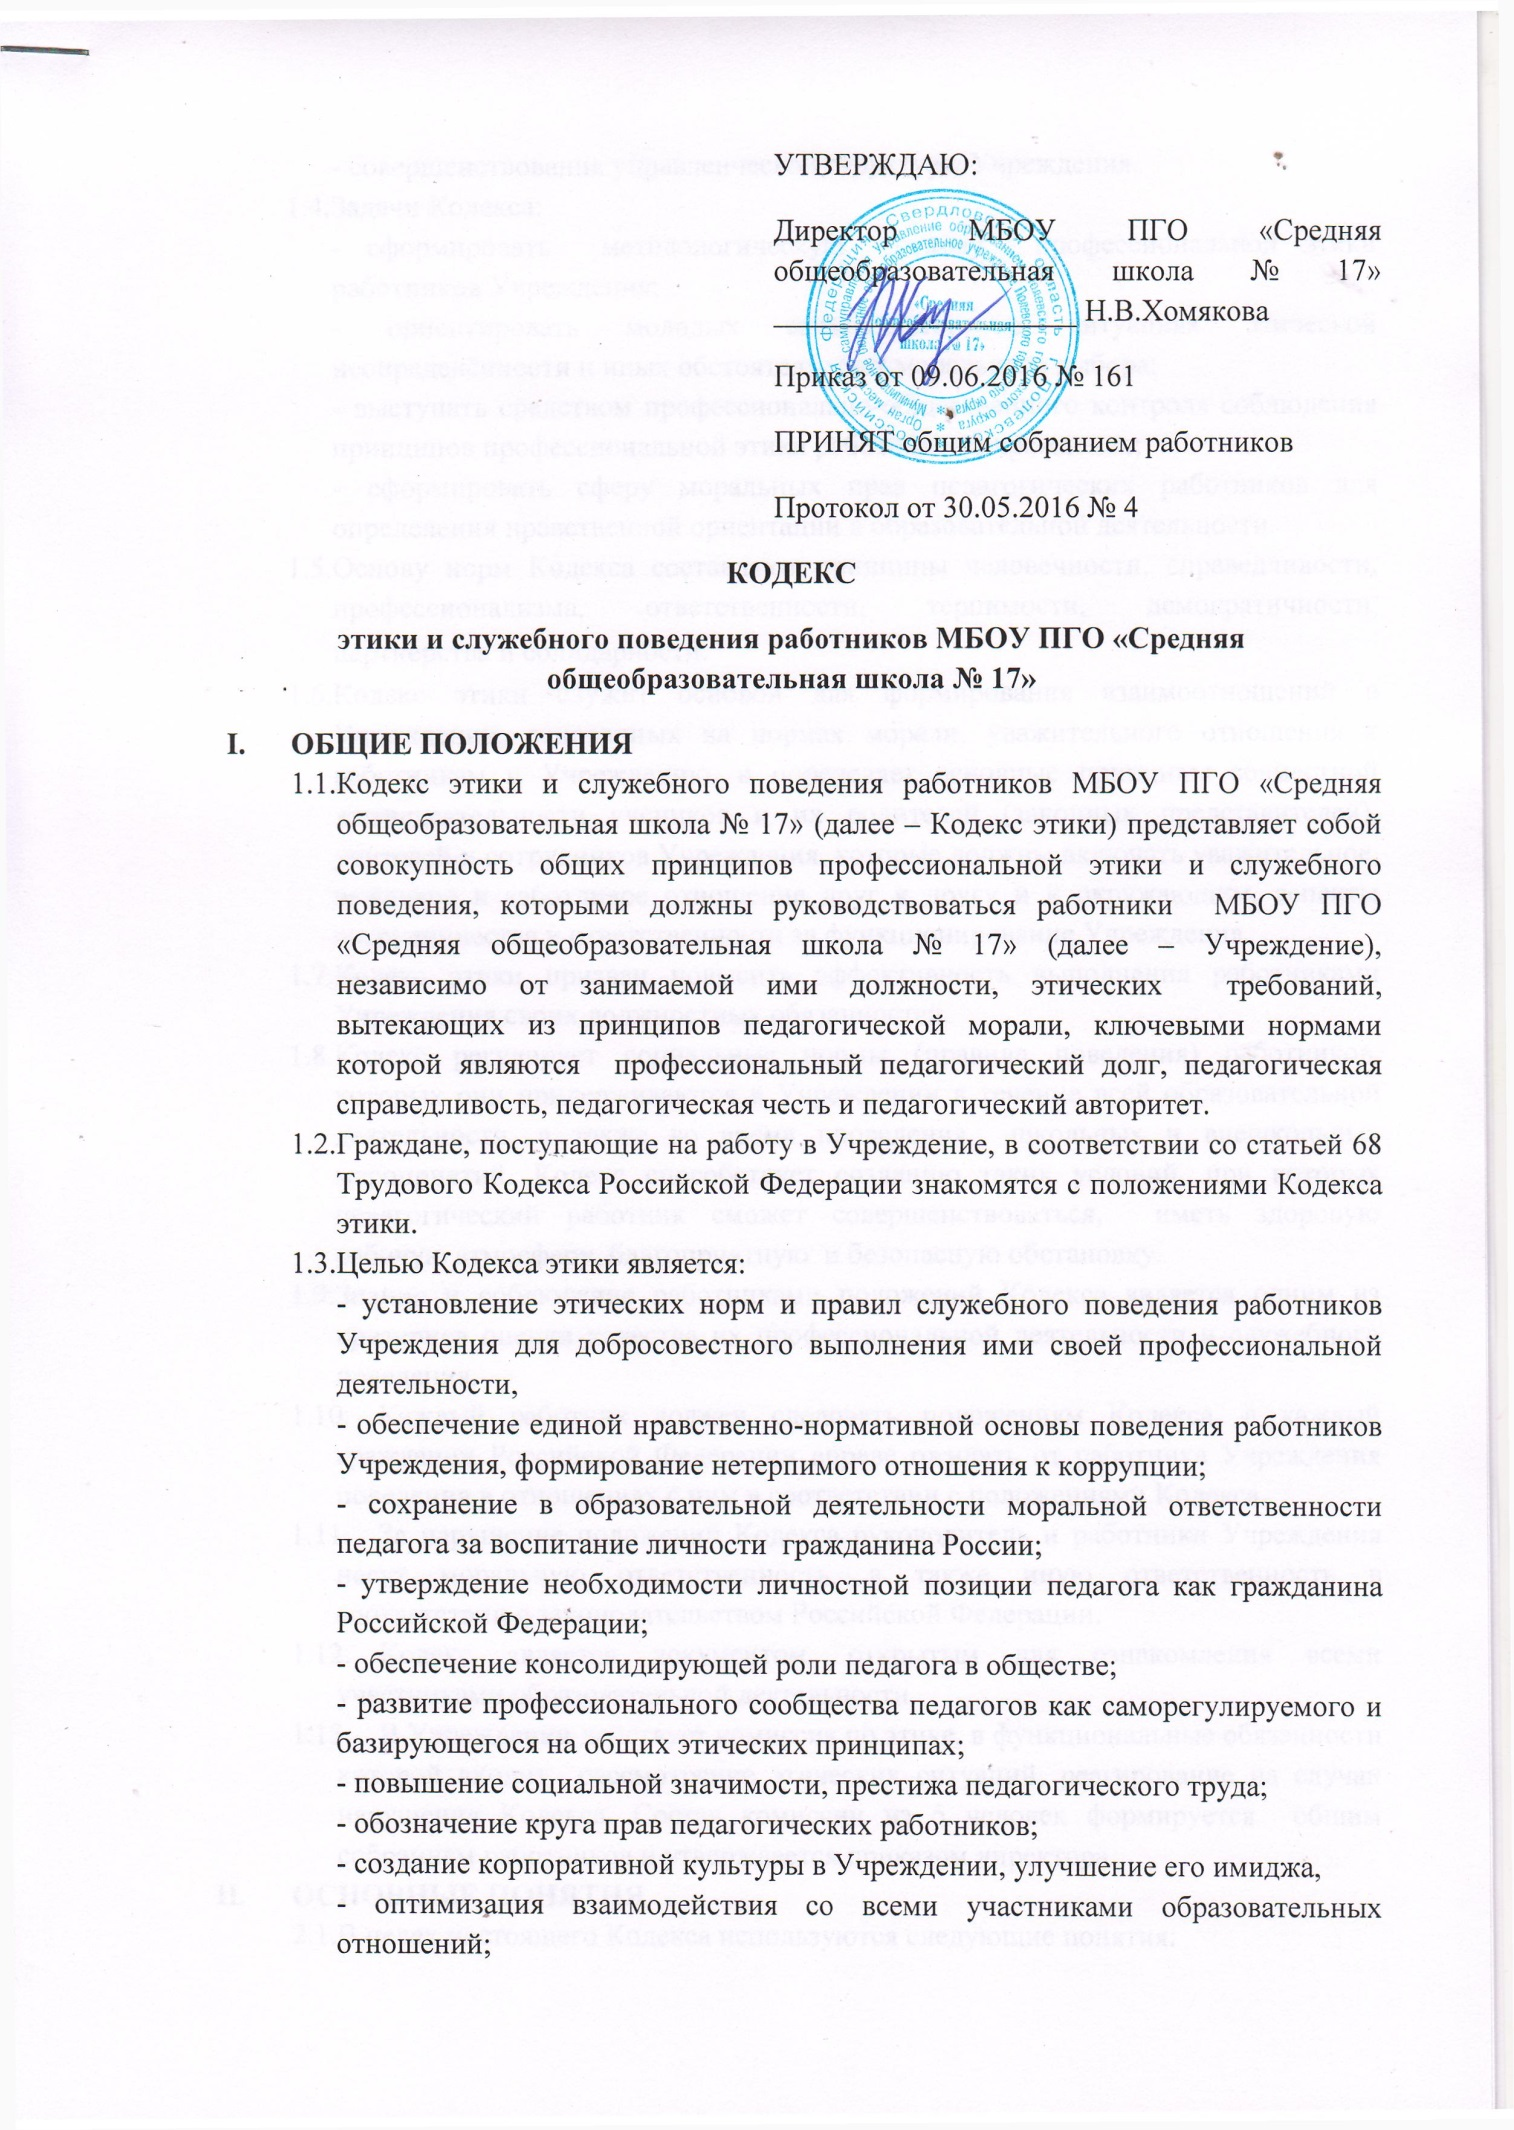 УТВЕРЖДАЮ:
Директор МБОУ ПГО «Средняя
общеобразовательная школа № 17»
Н.В.Хомякова
Приказ от 09.06.2016 № 161
ПРИНЯТ общим собранием работников
Протокол от 30.05.2016 № 4
«Средняя
общеобразовательная
школа № 17»
КОДЕКС
этики и служебного поведения работников МБОУ ПГО «Средняя
общеобразовательная школа № 17»
I. ОБЩИЕ ПОЛОЖЕНИЯ
1.1.Кодекс этики и служебного поведения работников МБОУ ПГО «Средняя
общеобразовательная школа № 17» (далее – Кодекс этики) представляет собой
совокупность общих принципов профессиональной этики и служебного
поведения, которыми должны руководствоваться работники МБОУ ПГО
«Средняя общеобразовательная школа № 17» (далее – Учреждение),
независимо от занимаемой ими должности, этических требований,
вытекающих из принципов педагогической морали, ключевыми нормами
которой являются профессиональный педагогический долг, педагогическая
справедливость, педагогическая честь и педагогический авторитет.
1.2.Граждане, поступающие на работу в Учреждение, в соответствии со статьей 68
Трудового Кодекса Российской Федерации знакомятся с положениями Кодекса
этики.
1.3.Целью Кодекса этики является:
- установление этических норм и правил служебного поведения работников
Учреждения для добросовестного выполнения ими своей профессиональной
деятельности,
- обеспечение единой нравственно-нормативной основы поведения работников
Учреждения, формирование нетерпимого отношения к коррупции;
- сохранение в образовательной деятельности моральной ответственности
педагога за воспитание личности гражданина России;
- утверждение необходимости личностной позиции педагога как гражданина
Российской Федерации;
- обеспечение консолидирующей роли педагога в обществе;
- развитие профессионального сообщества педагогов как саморегулируемого и
базирующегося на общих этических принципах;
- повышение социальной значимости, престижа педагогического труда;
- обозначение круга прав педагогических работников;
- создание корпоративной культуры в Учреждении, улучшение его имиджа,
- оптимизация взаимодействия со всеми участниками образовательных
отношений;